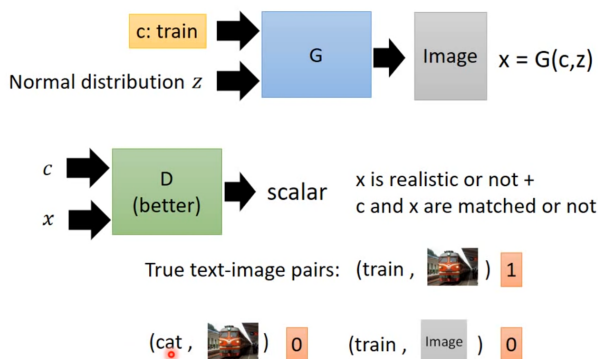 c: train
G
Image
x = G(c,z)
Normal distribution z
c
D
(better)
scalar
x is realistic or not +
c and x are matched or not
x
True text-image pairs:
(train ,
)
1
(cat ,
)
0
(train ,
Image
)
0